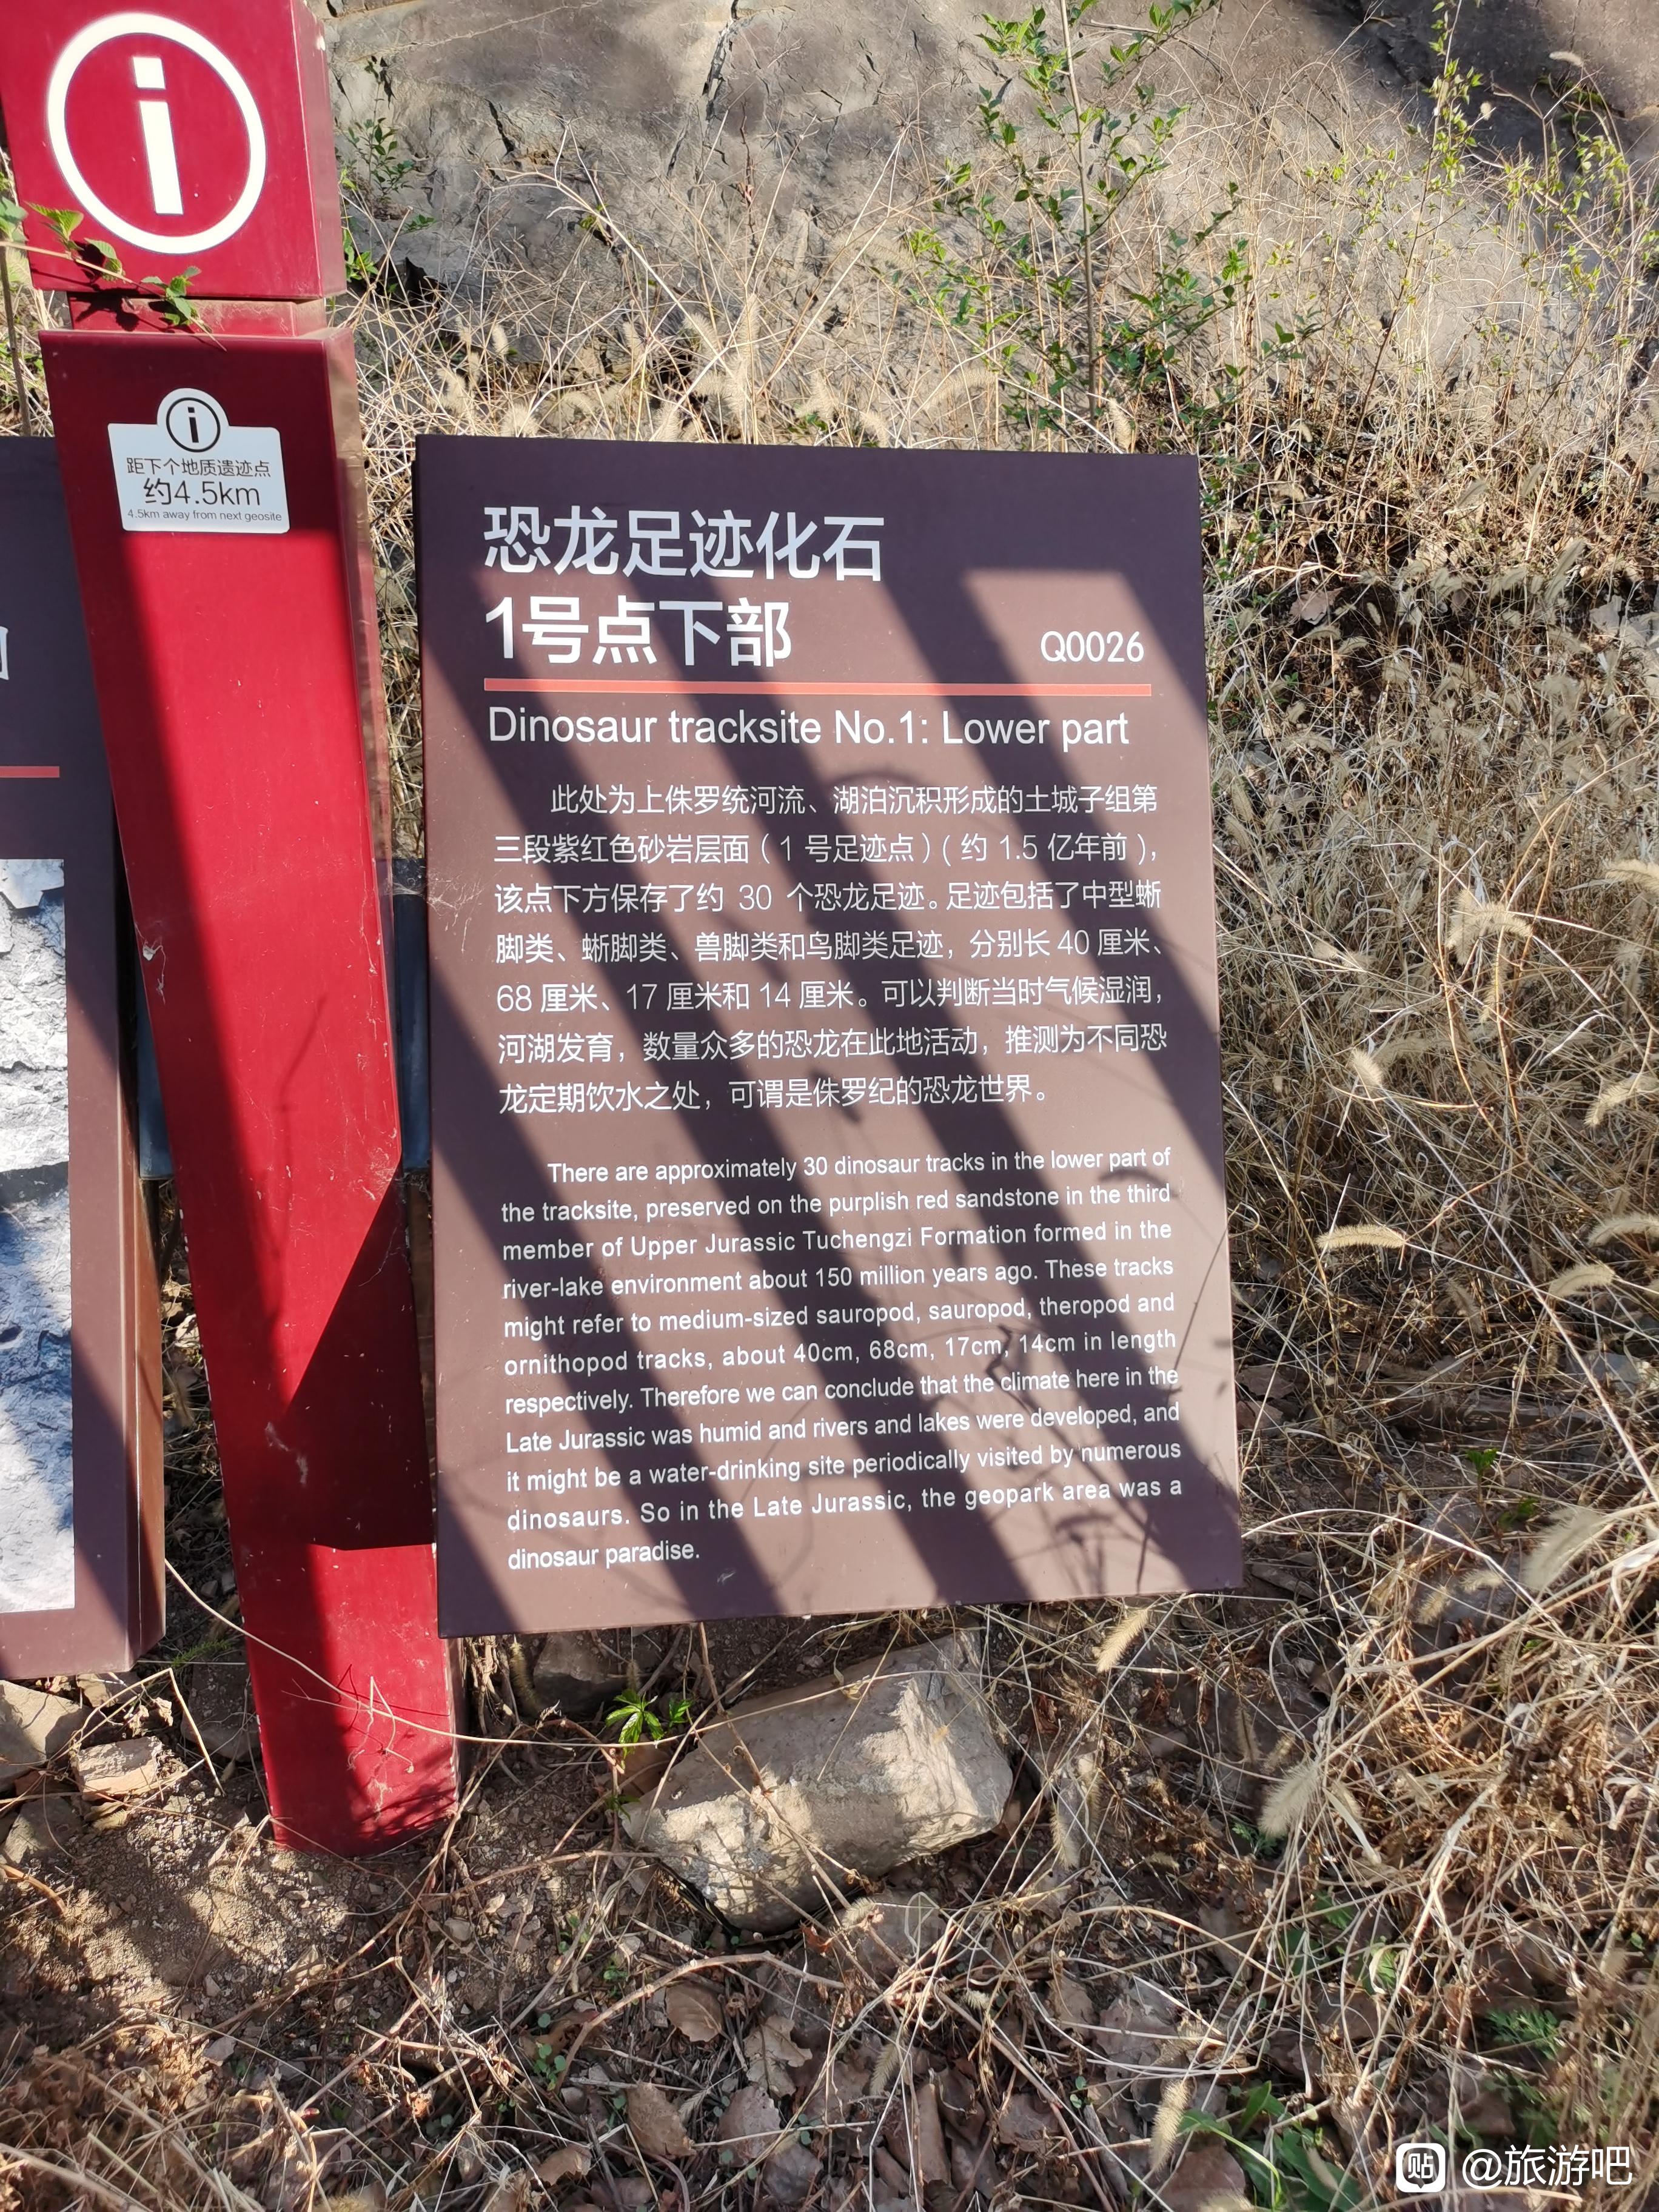 i
i
距下个地质遗迹点
约4.5km
4.5km away from next geosite
恐龙足迹化石
1号点下部
Q0026
Dinosaur tracksite No.1: Lower part
此处为上侏罗统河流、湖泊沉积形成的土城子组第
三段紫红色砂岩层面（1 号足迹点）( 约 1.5 亿年前 )，
该点下方保存了约 30 个恐龙足迹。足迹包括了中型蜥
脚类、蜥脚类、兽脚类和鸟脚类足迹，分别长 40 厘米、
68 厘米、17 厘米和 14 厘米。可以判断当时气候湿润，
河湖发育，数量众多的恐龙在此地活动，推测为不同恐
龙定期饮水之处，可谓是侏罗纪的恐龙世界。
There are approximately 30 dinosaur tracks in the lower part of
the tracksite, preserved on the purplish red sandstone in the third
member of Upper Jurassic Tuchengzi Formation formed in the
river-lake environment about 150 million years ago. These tracks
might refer to medium-sized sauropod, sauropod, theropod and
ornithopod tracks, about 40cm, 68cm, 17cm, 14cm in length
respectively. Therefore we can conclude that the climate here in the
Late Jurassic was humid and rivers and lakes were developed, and
it might be a water-drinking site periodically visited by numerous
dinosaurs. So in the Late Jurassic, the geopark area was a
dinosaur paradise.
贴 @旅游吧